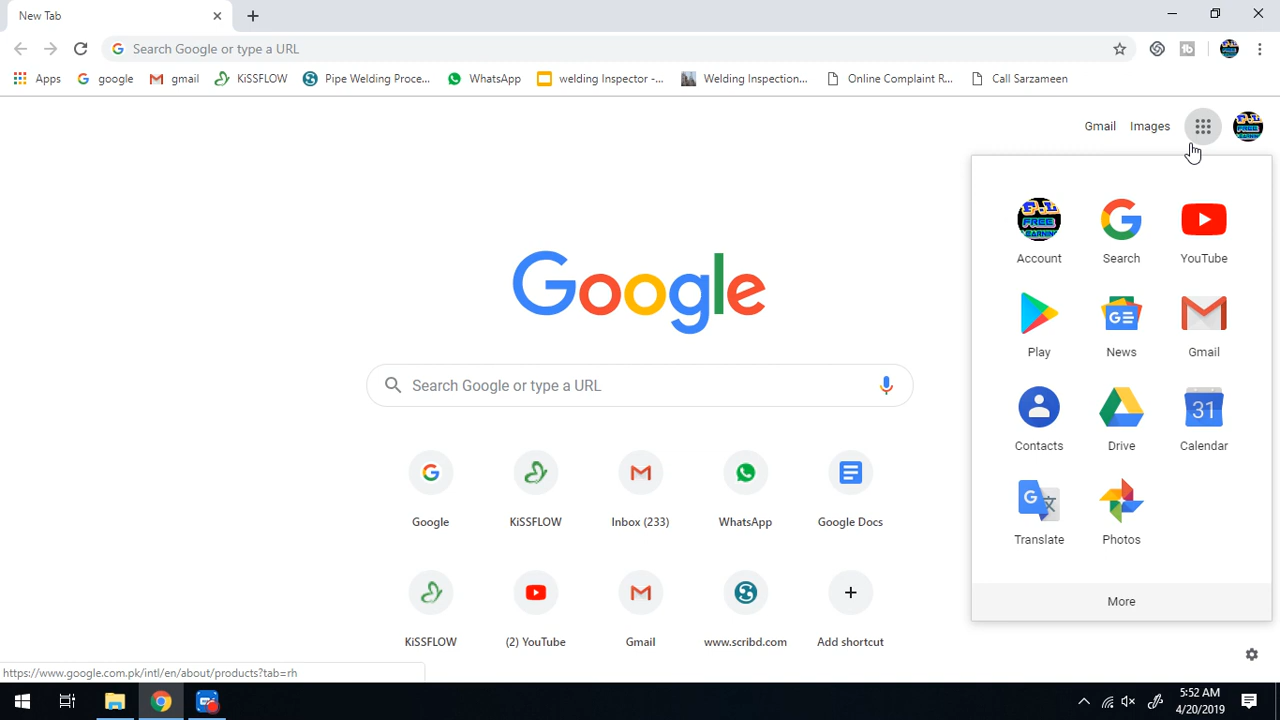 New Tab
Search Google or type a URL
Apps google gmail KiSSFLOW Pipe Welding Proce... WhatsApp welding Inspector -... Welding Inspection... Online Complaint R... Call Sarzameen
Gmail Images
Account Search YouTube
Play News Gmail
Contacts Drive Calendar
31
Translate Photos
More
Google
Search Google or type a URL
Google KiSSFLOW Inbox (233) WhatsApp Google Docs
KiSSFLOW (2) YouTube Gmail www.scribd.com Add shortcut
https://www.google.com.pk/intl/en/about/products?tab=rh
5:52 AM
4/20/2019